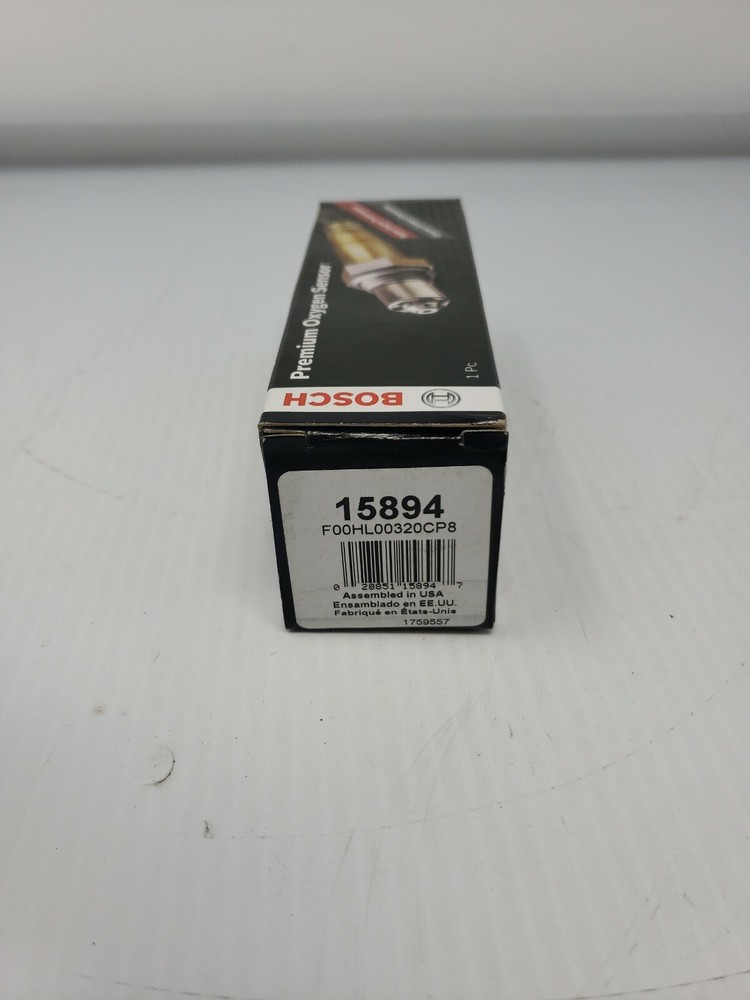 Premium Oxygen Sensor
1 Pc
BOSCH
15894
F00HL00320CP8
0 28851 15894 7
Assembled in USA
Ensamblado en EE.UU.
Fabriqué en États-Unis
1759557